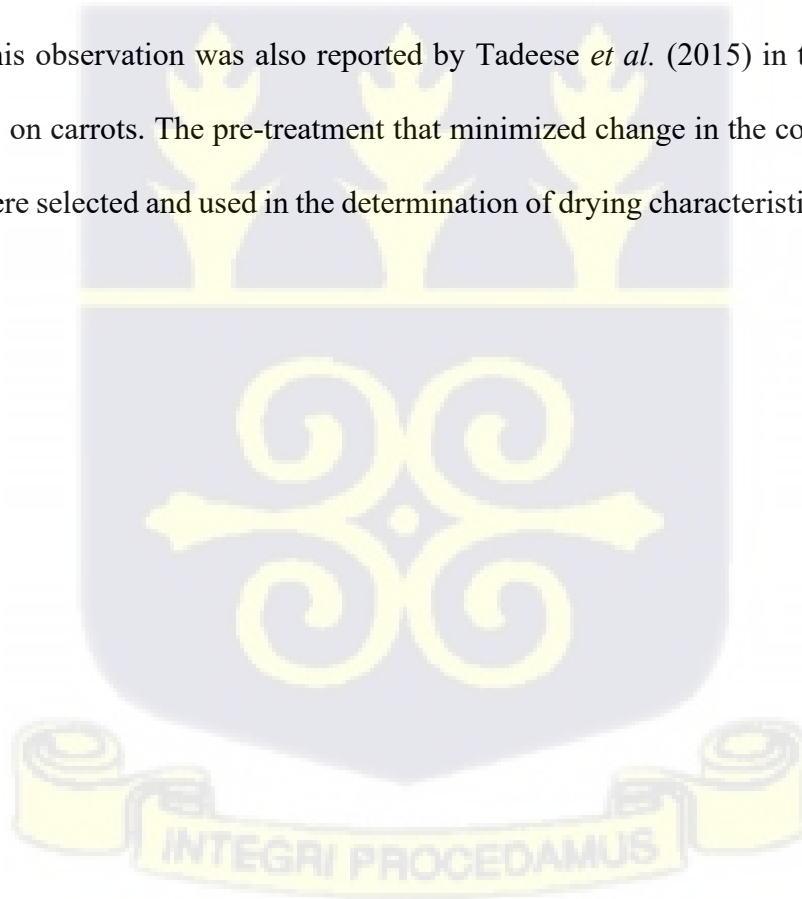 his observation was also reported by Tadeese et al. (2015) in t
on carrots. The pre-treatment that minimized change in the co
ere selected and used in the determination of drying characteristi
INTEGRI PROCEDAMUS